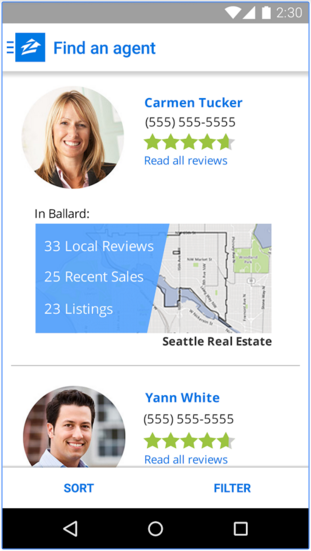 2:30
Find an agent
Carmen Tucker
(555) 555-5555
Read all reviews
In Ballard:
33 Local Reviews
25 Recent Sales
23 Listings
Seattle Real Estate
Yann White
(555) 555-5555
Read all reviews
SORT
FILTER